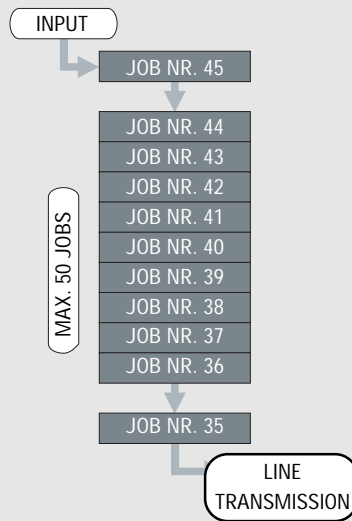 INPUT
JOB NR. 45
JOB NR. 44
JOB NR. 43
JOB NR. 42
JOB NR. 41
JOB NR. 40
JOB NR. 39
JOB NR. 38
JOB NR. 37
JOB NR. 36
MAX. 50 JOBS
JOB NR. 35
LINE
TRANSMISSION